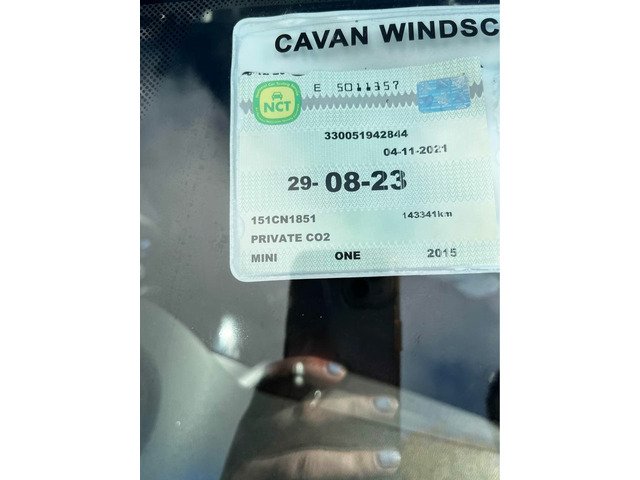 CAVAN WINDSC
E 5011357
NCT
330051942844
04-11-2021
29-08-23
151CN1851 143341km
PRIVATE CO2
MINI ONE 2015